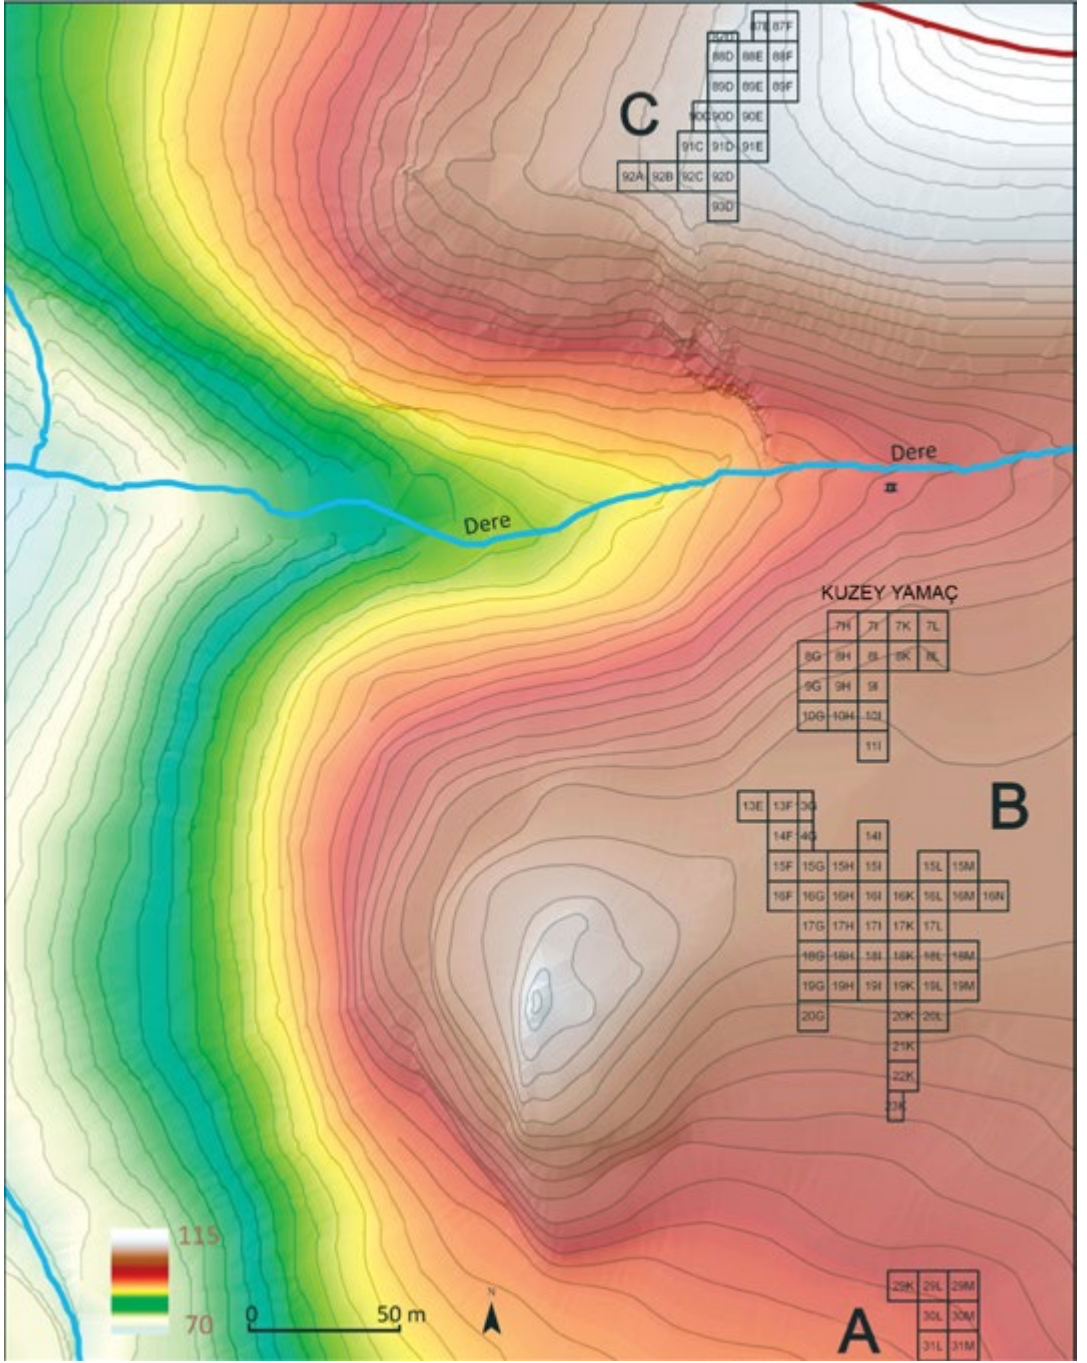 87E 87F
88D 88E 88F
89D 89E 89F
C
90C 90D 90E
91C 91D 91E
92A 92B 92C 92D
93D
Dere
Dere
KUZEY YAMAÇ
7H 7I 7K 7L
8G 8H 8I 8K 8L
9G 9H 9I
10G 10H 10I
11I
B
13E 13F 13G
14F 14G 14I
15F 15G 15H 15I 15L 15M
16F 16G 16H 16I 16K 16L 16M 16N
17G 17H 17I 17K 17L
18G 18H 18I 18K 18L 18M
19G 19H 19I 19K 19L 19M
20G 20K 20L
21K
22K
23K
115
70
0 50 m
N
A
29K 29L 29M
30L 30M
31L 31M